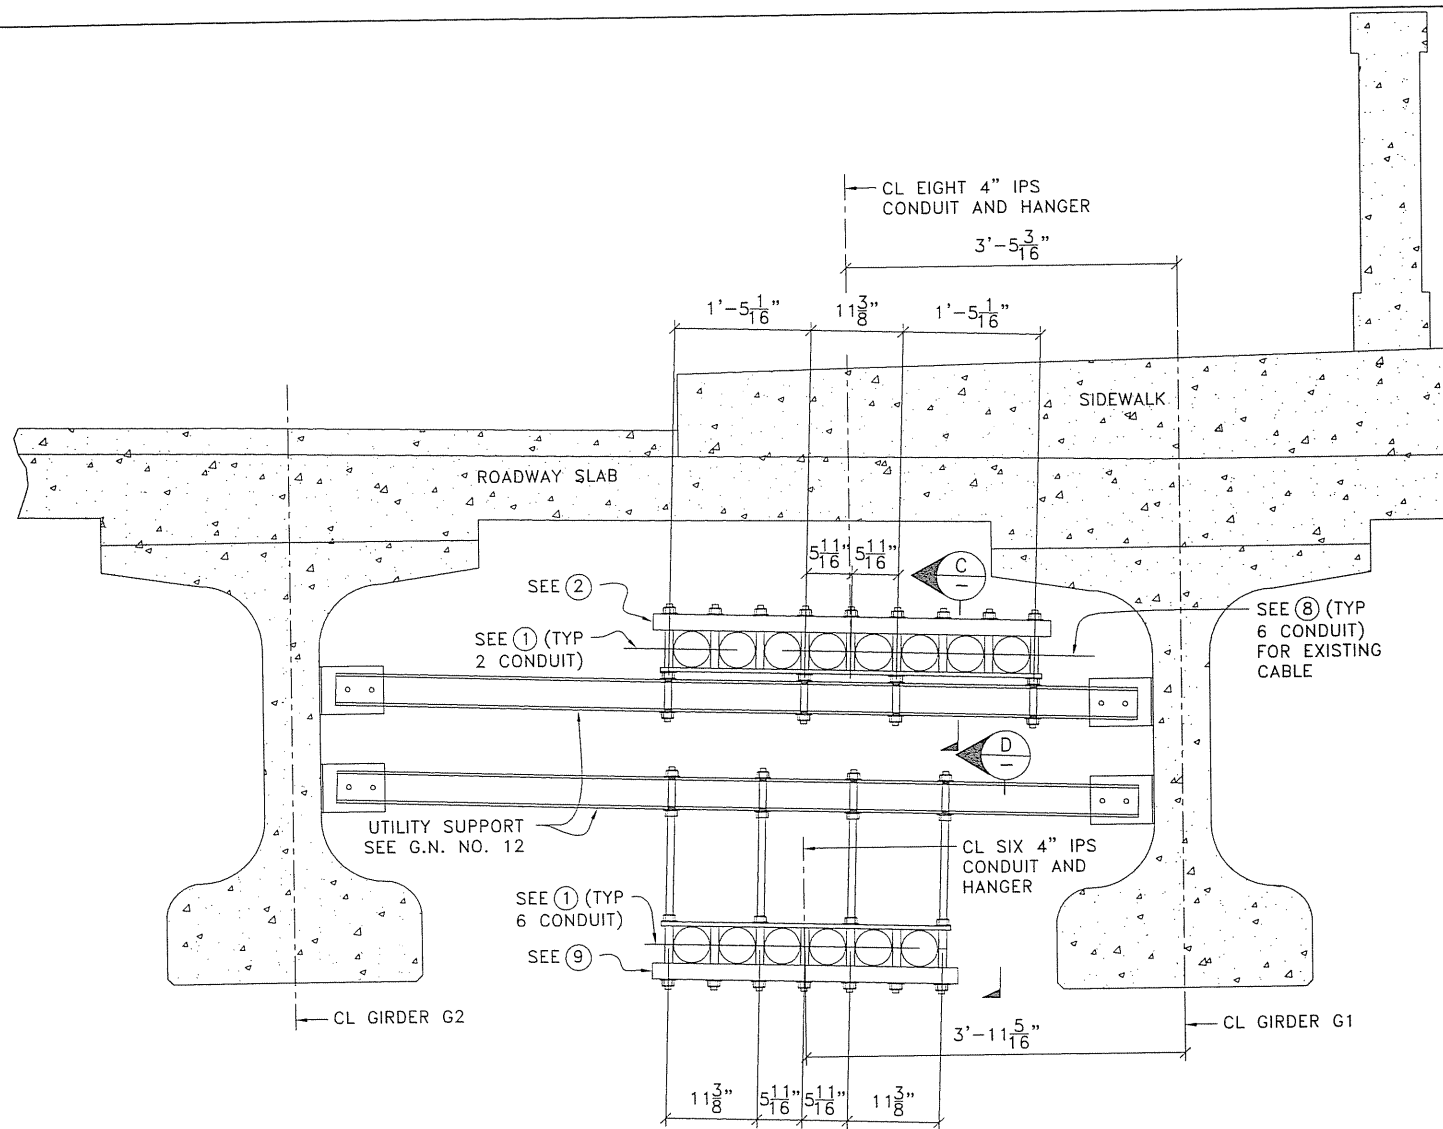 CL EIGHT 4" IPS
CONDUIT AND HANGER
3'-5 3/16"
1'-5 1/16"
11 3/8"
1'-5 1/16"
SIDEWALK
ROADWAY SLAB
5 11/16"
5 11/16"
C
–
SEE 2
SEE 1 (TYP
2 CONDUIT)
SEE 8 (TYP
6 CONDUIT)
FOR EXISTING
CABLE
D
–
UTILITY SUPPORT
SEE G.N. NO. 12
CL SIX 4" IPS
CONDUIT AND
HANGER
SEE 1 (TYP
6 CONDUIT)
SEE 9
CL GIRDER G2
3'-11 5/16"
CL GIRDER G1
11 3/8"
5 11/16"
5 11/16"
11 3/8"